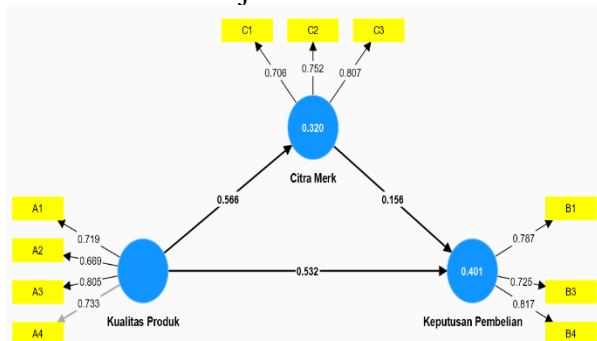 C1
C2
C3
0.706
0.752
0.807
0.320
Citra Merk
0.566
0.156
A1
A2
A3
A4
0.719
0.689
0.805
0.733
Kualitas Produk
0.532
0.401
Keputusan Pembelian
B1
B3
B4
0.787
0.725
0.817